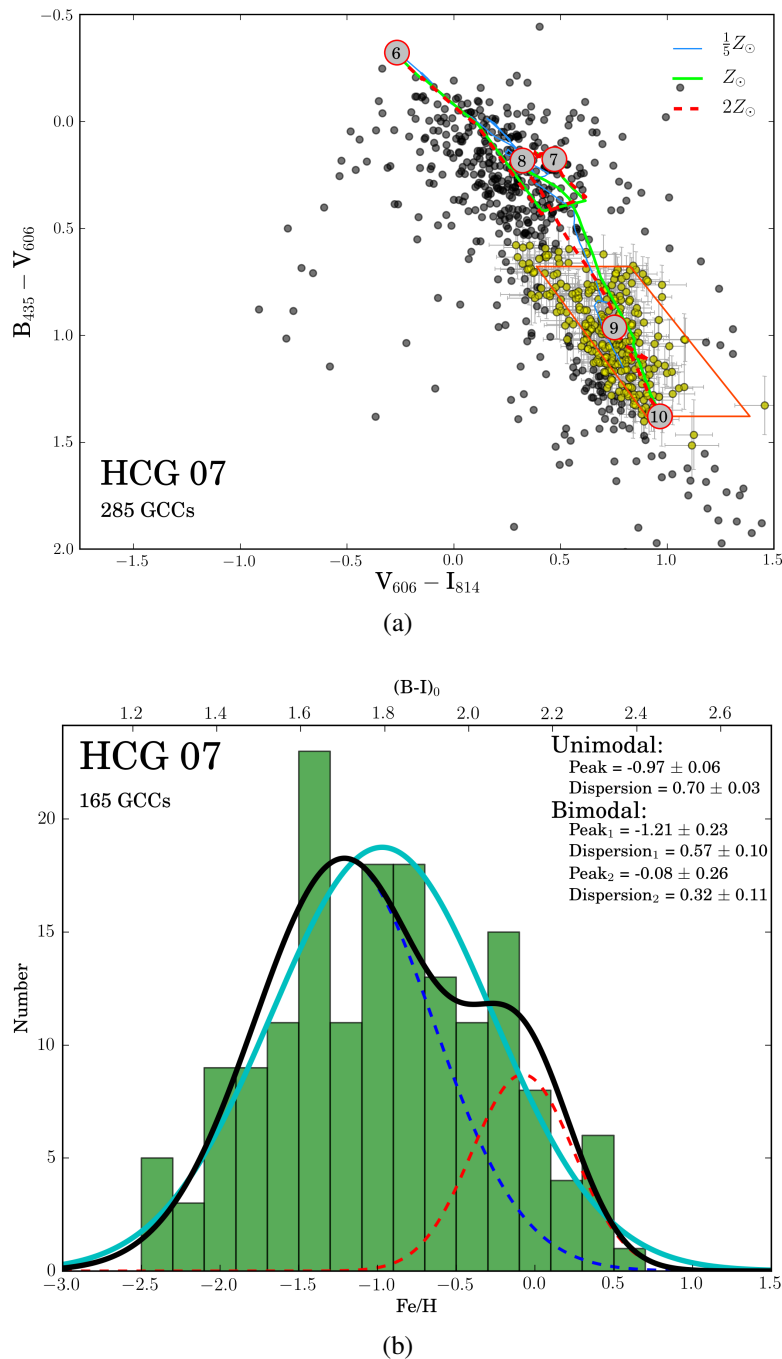 −0.5
0.0
0.5
1.0
1.5
2.0
B₄₃₅ − V₆₀₆
6
8
7
9
10
⅕Z☉
Z☉
2Z☉
HCG 07
285 GCCs
−1.5 −1.0 −0.5 0.0 0.5 1.0 1.5
V₆₀₆ − I₈₁₄
(a)
(B-I)₀
1.2 1.4 1.6 1.8 2.0 2.2 2.4 2.6
HCG 07
165 GCCs
Unimodal:
Peak = -0.97 ± 0.06
Dispersion = 0.70 ± 0.03
Bimodal:
Peak₁ = -1.21 ± 0.23
Dispersion₁ = 0.57 ± 0.10
Peak₂ = -0.08 ± 0.26
Dispersion₂ = 0.32 ± 0.11
20
15
10
5
0
Number
−3.0 −2.5 −2.0 −1.5 −1.0 −0.5 0.0 0.5 1.0 1.5
Fe/H
(b)